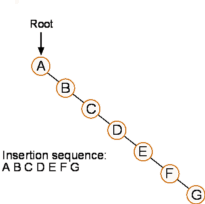 Root
A
B
C
D
E
F
G
Insertion sequence:
A B C D E F G